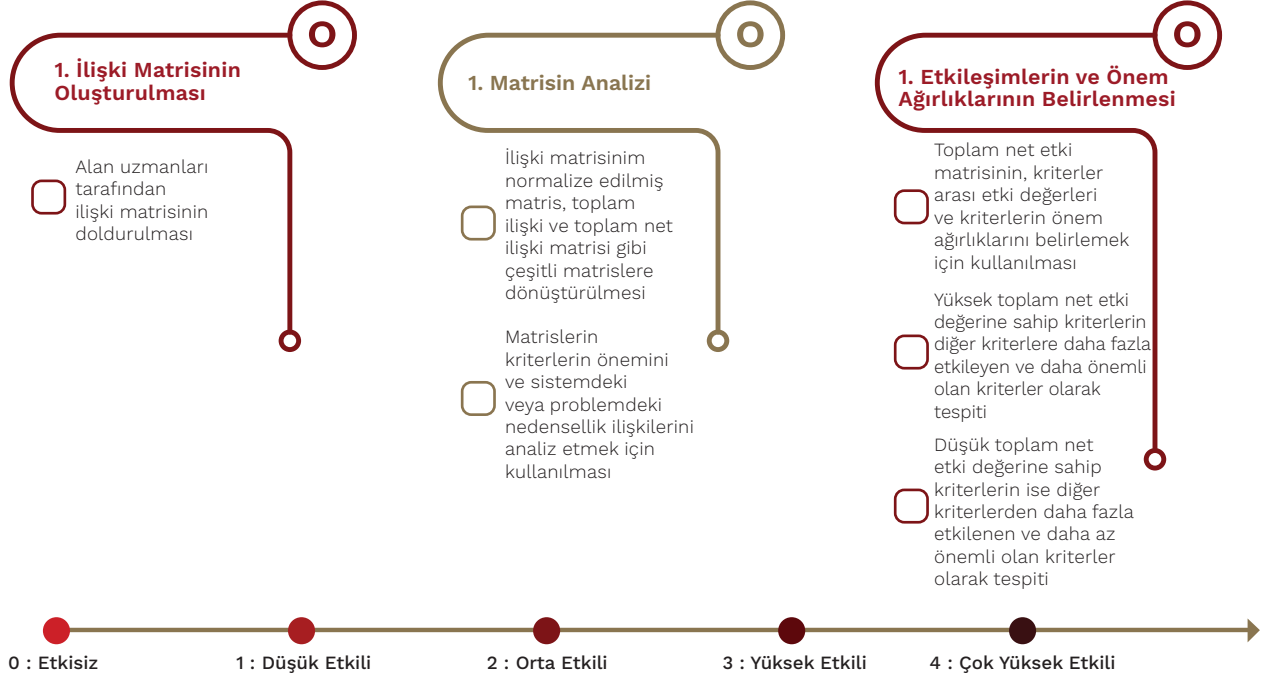 O
1. İlişki Matrisinin
Oluşturulması
Alan uzmanları
tarafından
ilişki matrisinin
doldurulması
O
1. Matrisin Analizi
İlişki matrisinim
normalize edilmiş
matris, toplam
ilişki ve toplam net
ilişki matrisi gibi
çeşitli matrislere
dönüştürülmesi
Matrislerin
kriterlerin önemini
ve sistemdeki
veya problemdeki
nedensellik ilişkilerini
analiz etmek için
kullanılması
O
1. Etkileşimlerin ve Önem
Ağırlıklarının Belirlenmesi
Toplam net etki
matrisinin, kriterler
arası etki değerleri
ve kriterlerin önem
ağırlıklarını belirlemek
için kullanılması
Yüksek toplam net etki
değerine sahip kriterlerin
diğer kriterlere daha fazla
etkileyen ve daha önemli
olan kriterler olarak
tespiti
Düşük toplam net
etki değerine sahip
kriterlerin ise diğer
kriterlerden daha fazla
etkilenen ve daha az
önemli olan kriterler
olarak tespiti
0 : Etkisiz
1 : Düşük Etkili
2 : Orta Etkili
3 : Yüksek Etkili
4 : Çok Yüksek Etkili